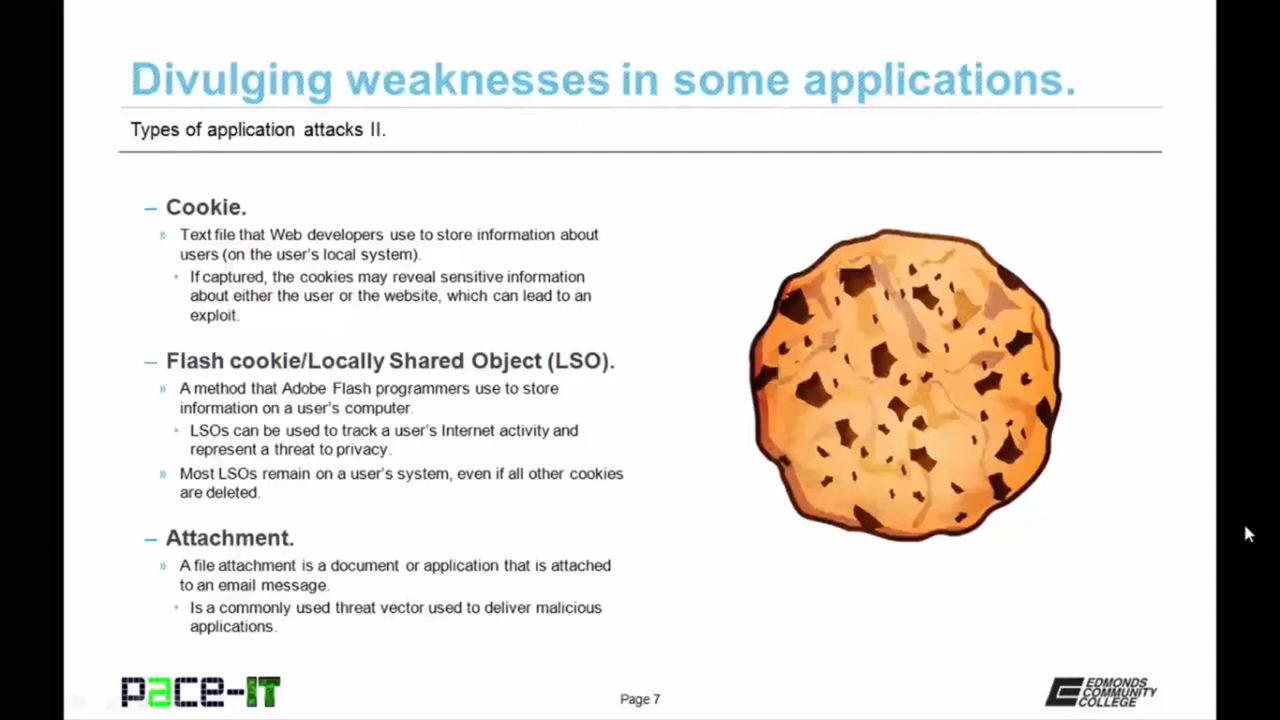 Divulging weaknesses in some applications.
Types of application attacks II.
– Cookie.
» Text file that Web developers use to store information about
users (on the user's local system).
• If captured, the cookies may reveal sensitive information
about either the user or the website, which can lead to an
exploit.
– Flash cookie/Locally Shared Object (LSO).
» A method that Adobe Flash programmers use to store
information on a user's computer.
• LSOs can be used to track a user's Internet activity and
represent a threat to privacy.
» Most LSOs remain on a user's system, even if all other cookies
are deleted.
– Attachment.
» A file attachment is a document or application that is attached
to an email message.
• Is a commonly used threat vector used to deliver malicious
applications.
pace-IT
Page 7
EDMONDS
COMMUNITY
COLLEGE